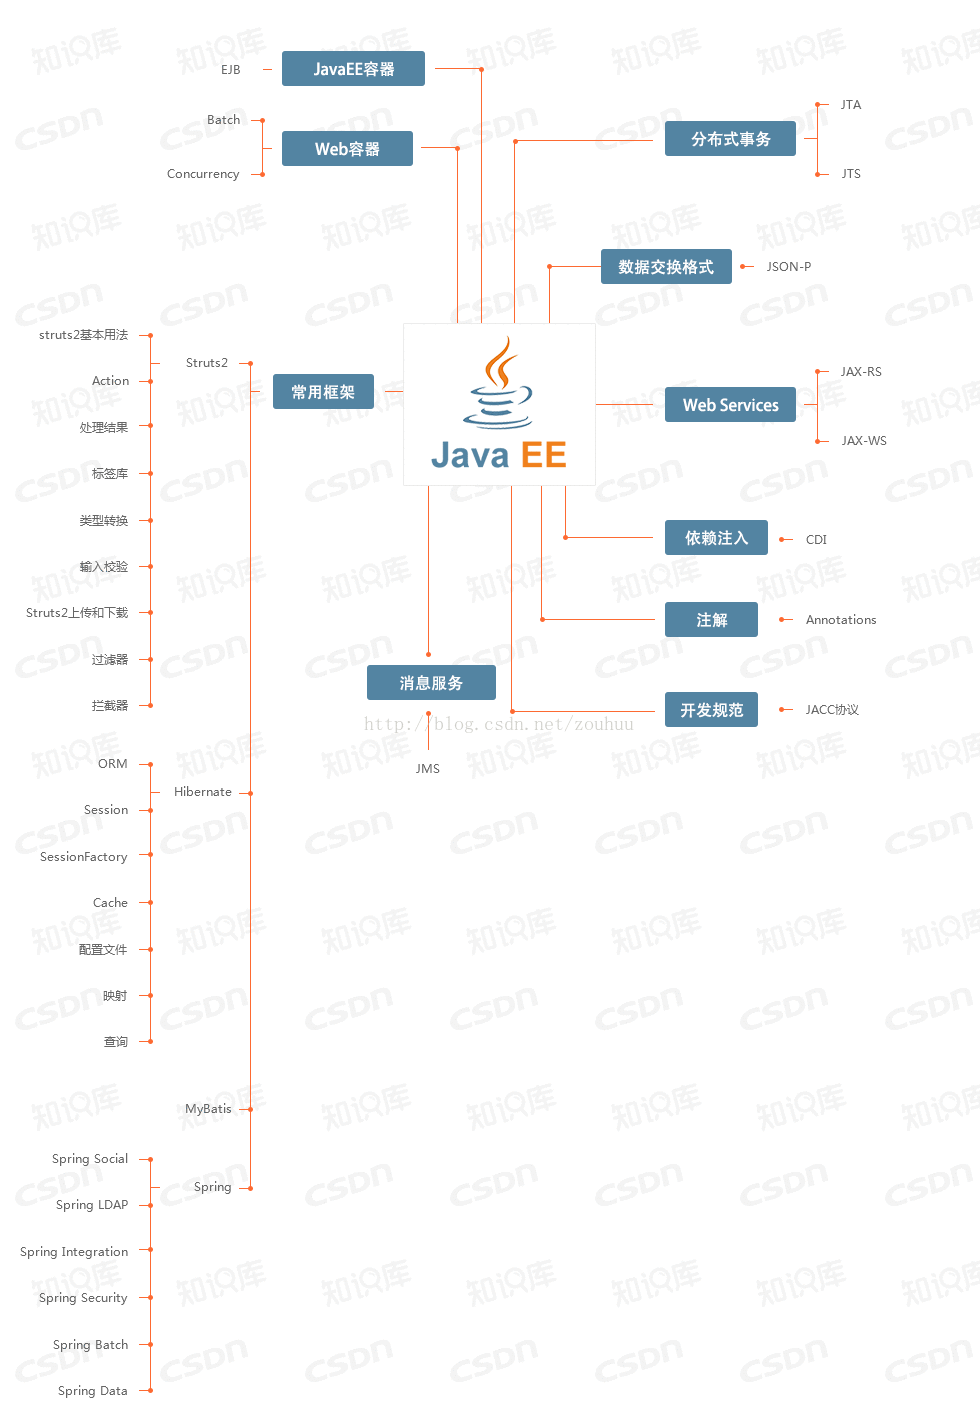 EJB
JavaEE容器
Batch
Web容器
Concurrency
JTA
分布式事务
JTS
数据交换格式
JSON-P
struts2基本用法
Struts2
Action
常用框架
处理结果
标签库
类型转换
输入校验
Struts2上传和下载
过滤器
拦截器
Java EE
JAX-RS
Web Services
JAX-WS
依赖注入
CDI
注解
Annotations
消息服务
开发规范
JACC协议
http://blog.csdn.net/zouhuu
JMS
ORM
Hibernate
Session
SessionFactory
Cache
配置文件
映射
查询
MyBatis
Spring Social
Spring
Spring LDAP
Spring Integration
Spring Security
Spring Batch
Spring Data
知识库
CSDN